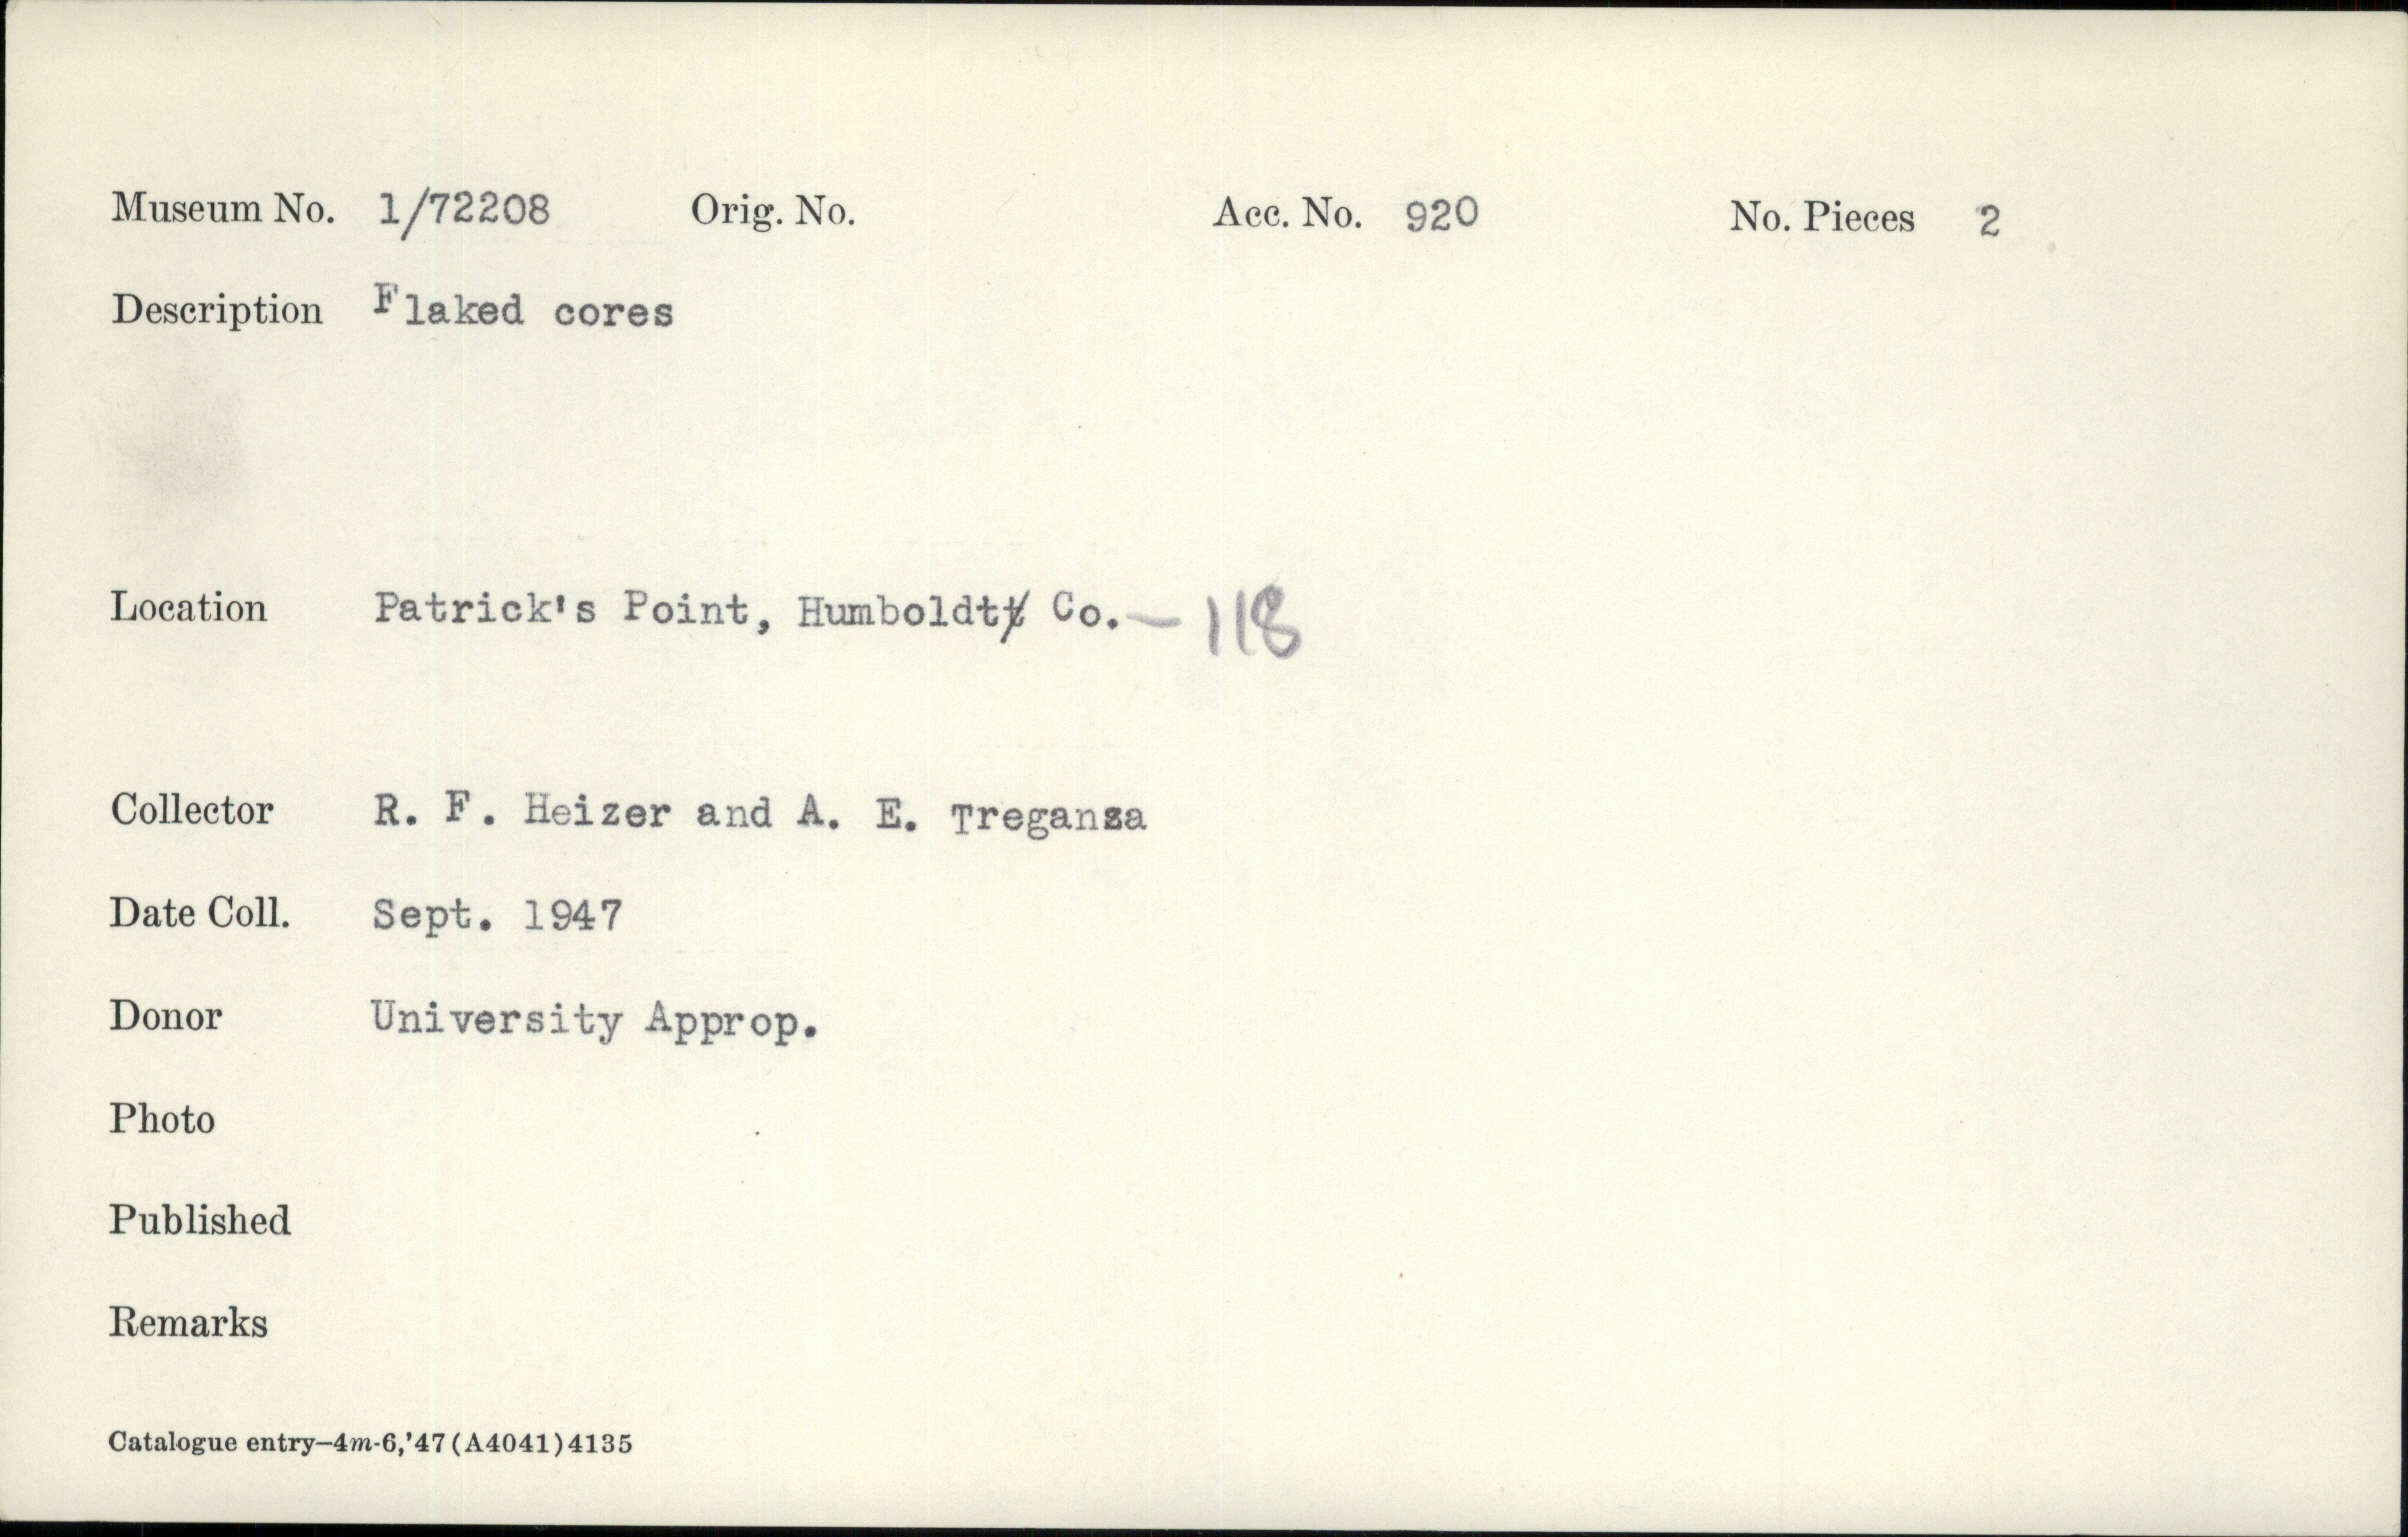 Museum No. 1/72208 Orig. No. Acc. No. 920 No. Pieces 2
Description Flaked cores
Location Patrick's Point, Humboldtt Co. — 118
Collector R. F. Heizer and A. E. Treganza
Date Coll. Sept. 1947
Donor University Approp.
Photo
Published
Remarks
Catalogue entry–4m-6,'47(A4041)4135